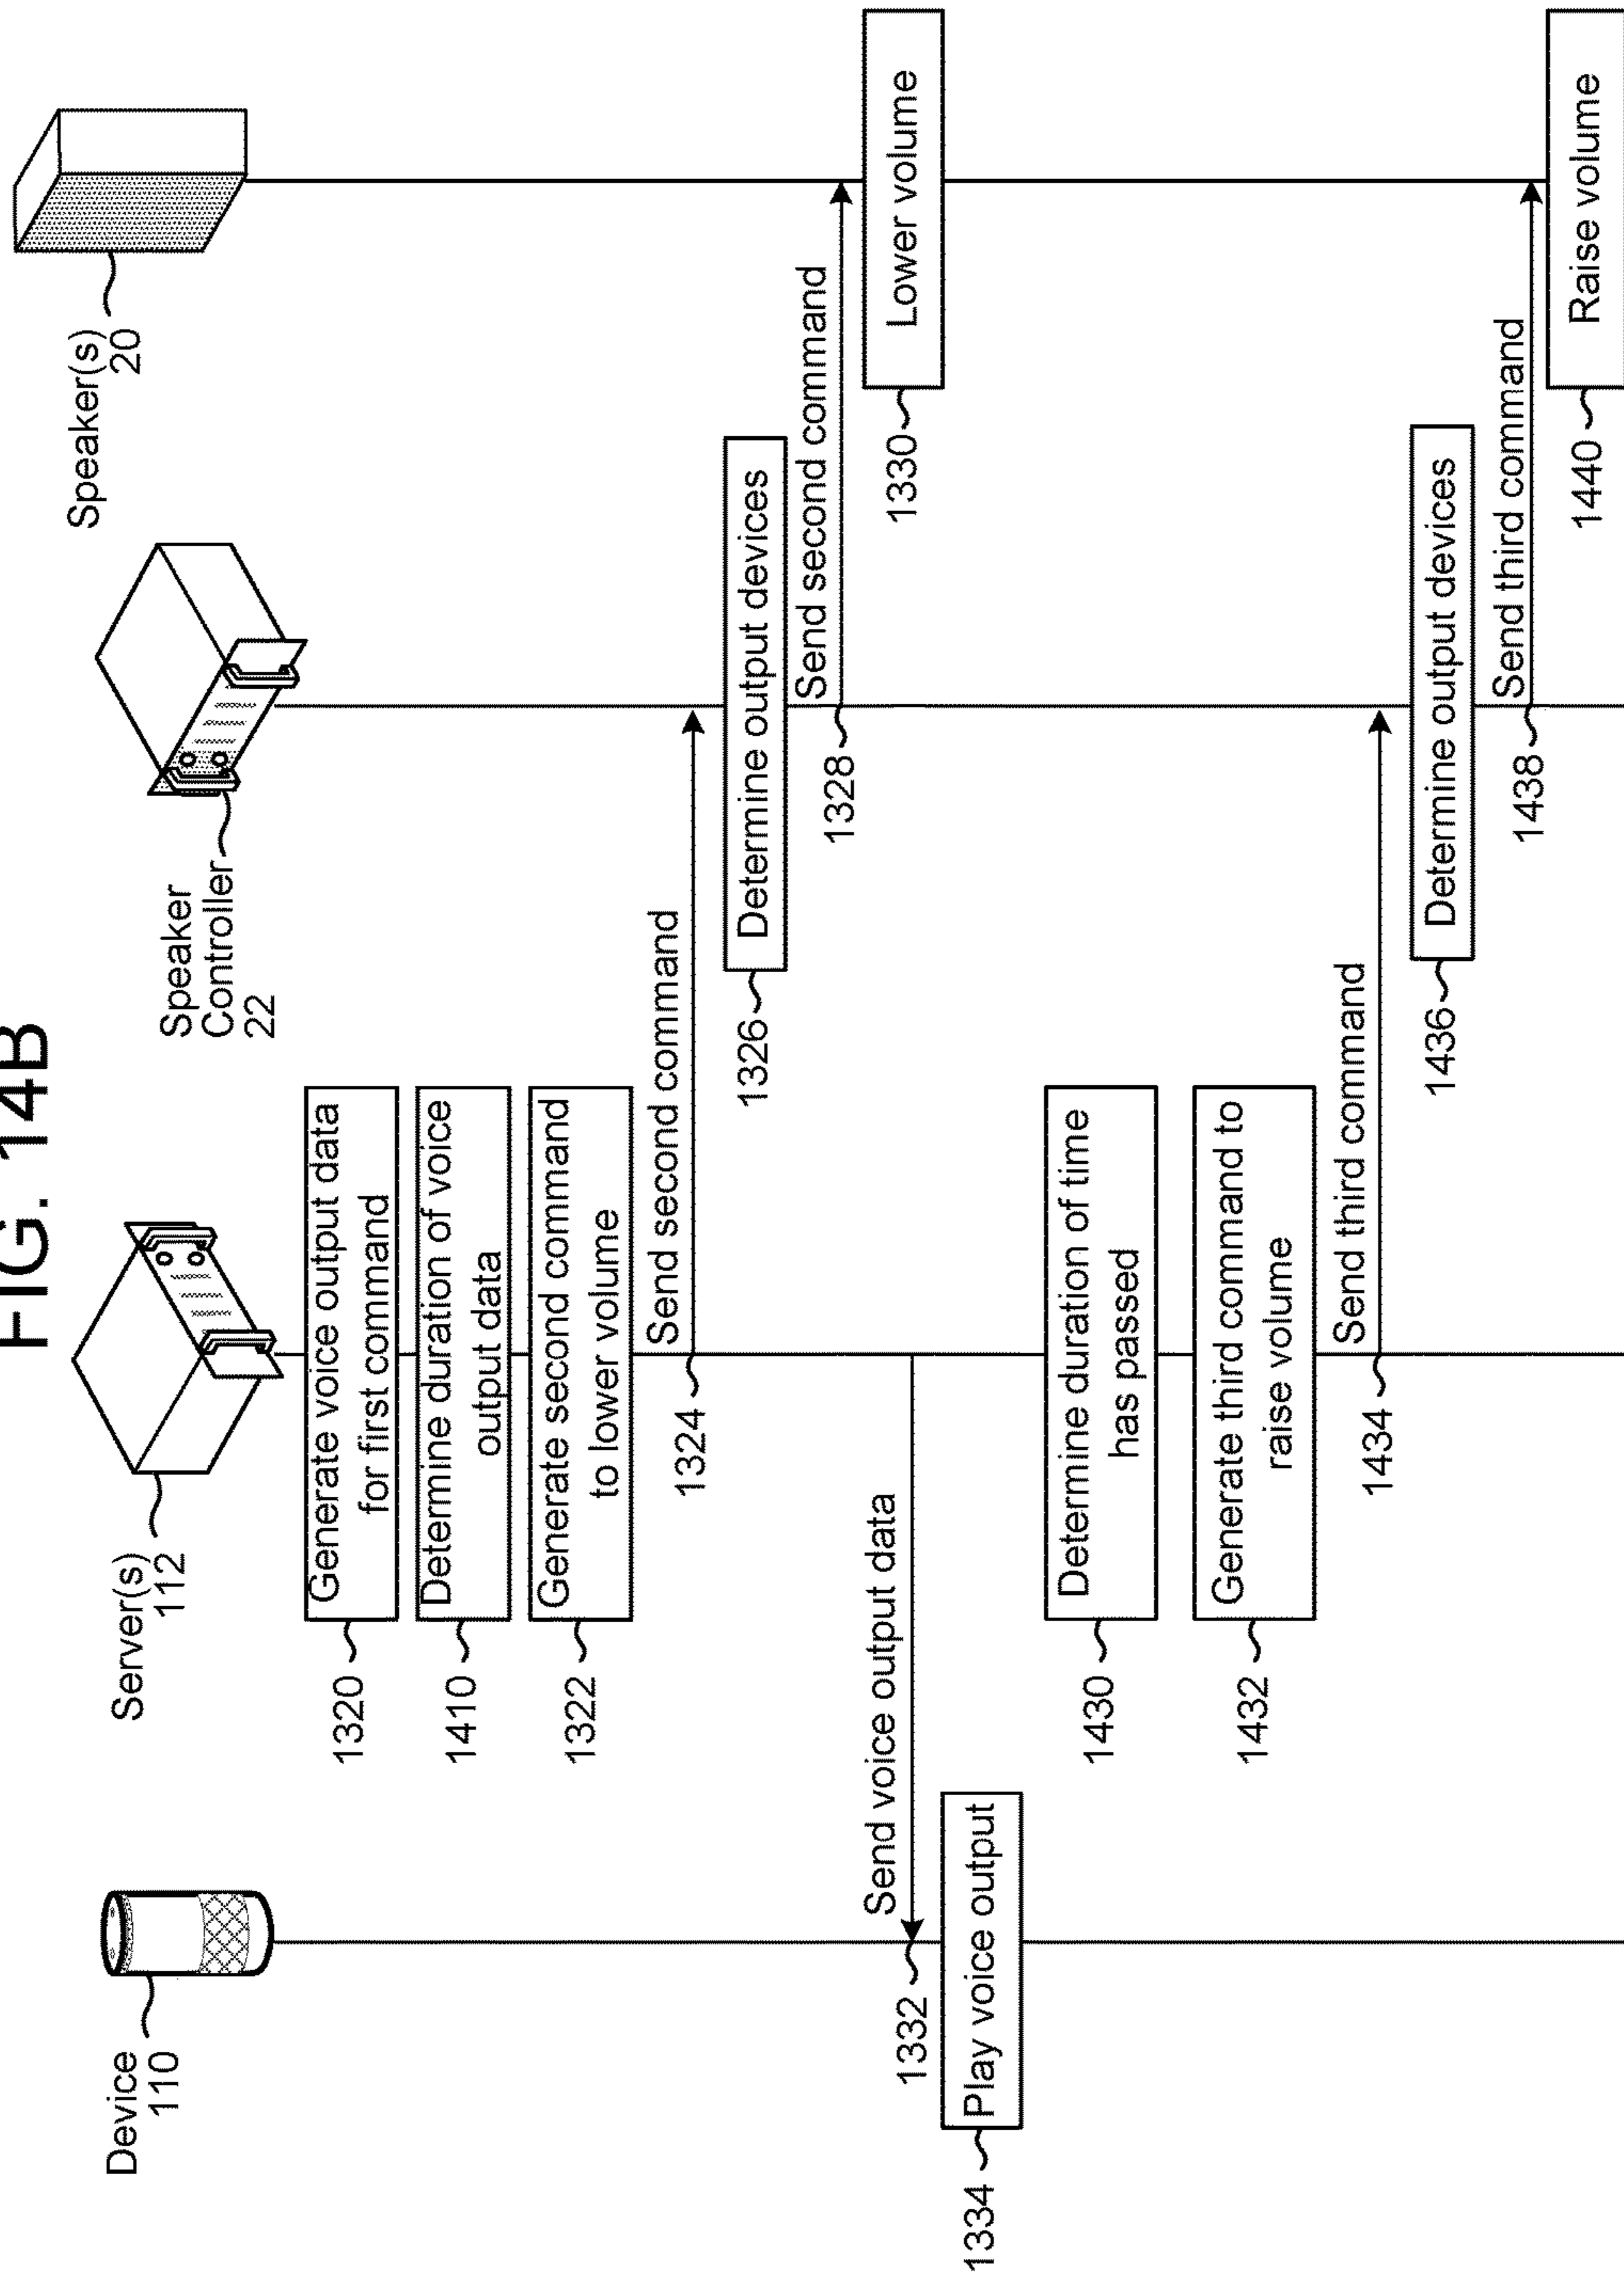 FIG. 14B
Device
110
Server(s)
112
Speaker
Controller
22
Speaker(s)
20
1320
Generate voice output data
for first command
1410
Determine duration of voice
output data
1322
Generate second command
to lower volume
Send second command
1324
1326
Determine output devices
Send second command
1328
1330
Lower volume
Send voice output data
1332
1334
Play voice output
1430
Determine duration of time
has passed
1432
Generate third command to
raise volume
Send third command
1434
1436
Determine output devices
Send third command
1438
1440
Raise volume